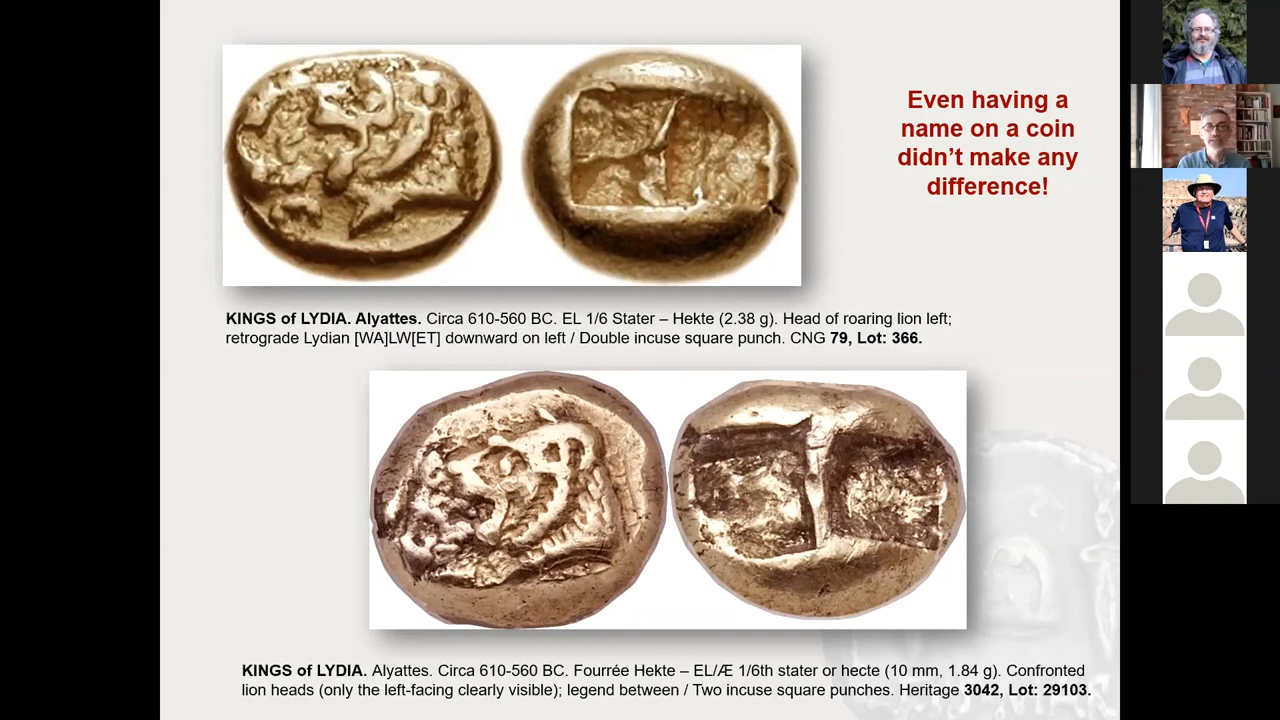 Even having a
name on a coin
didn’t make any
difference!
KINGS of LYDIA. Alyattes. Circa 610-560 BC. EL 1/6 Stater – Hekte (2.38 g). Head of roaring lion left;
retrograde Lydian [WA]LW[ET] downward on left / Double incuse square punch. CNG 79, Lot: 366.
KINGS of LYDIA. Alyattes. Circa 610-560 BC. Fourrée Hekte – EL/Æ 1/6th stater or hecte (10 mm, 1.84 g). Confronted
lion heads (only the left-facing clearly visible); legend between / Two incuse square punches. Heritage 3042, Lot: 29103.